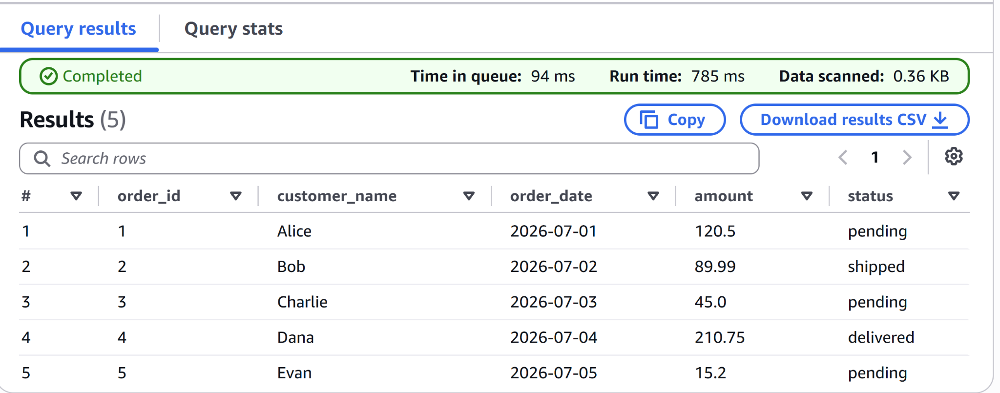 Query results Query stats
Completed Time in queue: 94 ms Run time: 785 ms Data scanned: 0.36 KB
Results (5) Copy Download results CSV
Search rows 1
# order_id customer_name order_date amount status
1 1 Alice 2026-07-01 120.5 pending
2 2 Bob 2026-07-02 89.99 shipped
3 3 Charlie 2026-07-03 45.0 pending
4 4 Dana 2026-07-04 210.75 delivered
5 5 Evan 2026-07-05 15.2 pending